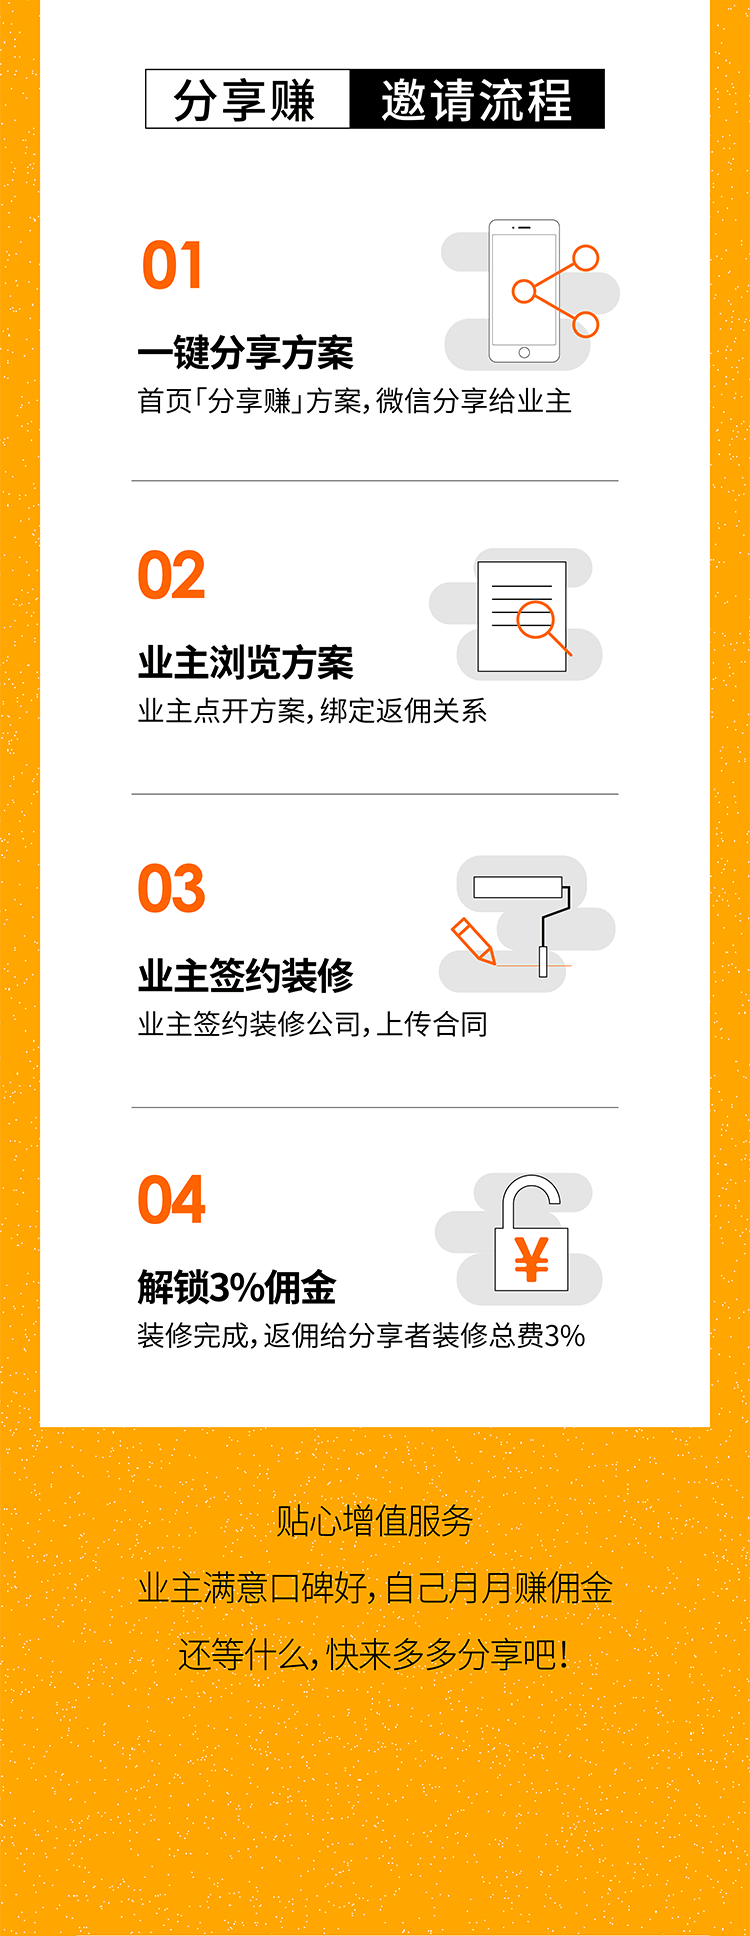 分享赚 邀请流程
01
一键分享方案
首页「分享赚」方案，微信分享给业主
02
业主浏览方案
业主点开方案，绑定返佣关系
03
业主签约装修
业主签约装修公司，上传合同
04
¥
解锁3%佣金
装修完成，返佣给分享者装修总费3%
贴心增值服务
业主满意口碑好，自己月月赚佣金
还等什么，快来多多分享吧！